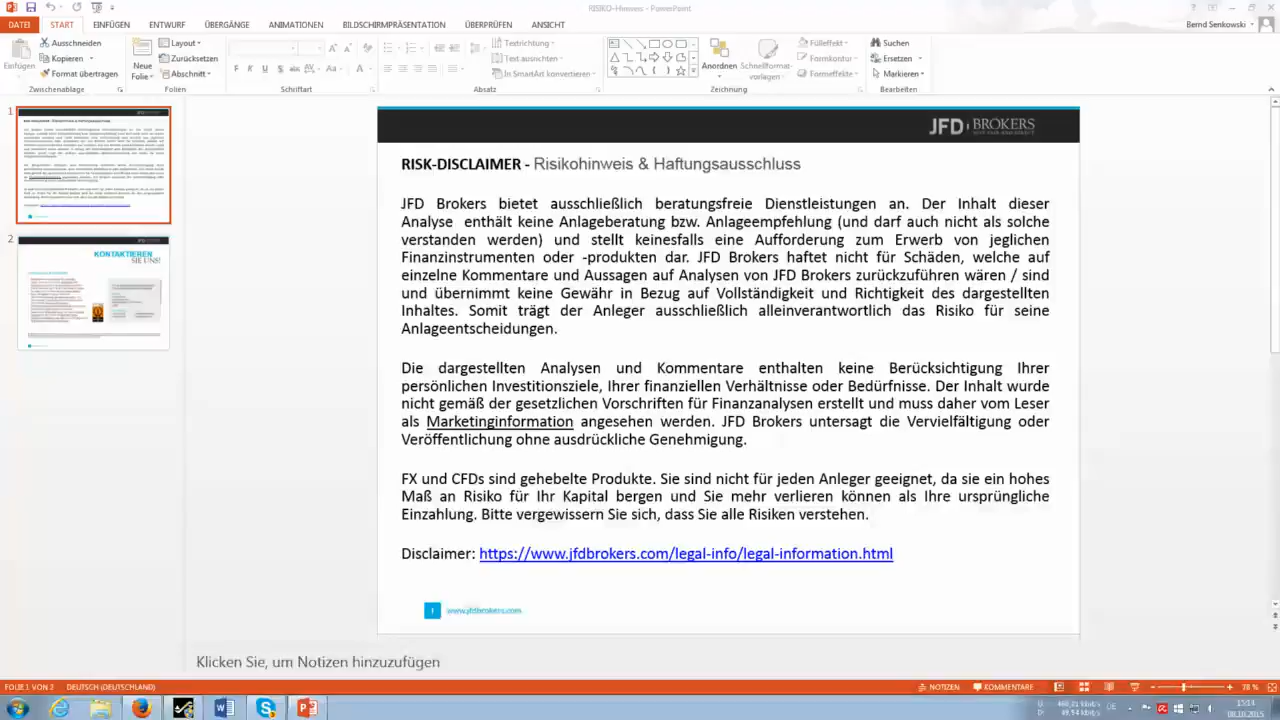 RISIKO-Hinweis - PowerPoint
DATEI START EINFÜGEN ENTWURF ÜBERGÄNGE ANIMATIONEN BILDSCHIRMPRÄSENTATION ÜBERPRÜFEN ANSICHT
Bernd Senkowski
Einfügen
Ausschneiden
Kopieren
Format übertragen
Zwischenablage
Neue
Folie
Layout
Zurücksetzen
Abschnitt
Folien
Schriftart
Textrichtung
Text ausrichten
In SmartArt konvertieren
Absatz
Anordnen
Schnellformat-
vorlagen
Fülleffekt
Formkontur
Formeffekte
Zeichnung
Suchen
Ersetzen
Markieren
Bearbeiten
1
2
KONTAKTIEREN
SIE UNS!
JFD BROKERS
RISK-DISCLAIMER - Risikohinweis & Haftungsausschluss
JFD Brokers bietet ausschließlich beratungsfreie Dienstleistungen an. Der Inhalt dieser
Analyse enthält keine Anlageberatung bzw. Anlageempfehlung (und darf auch nicht als solche
verstanden werden) und stellt keinesfalls eine Aufforderung zum Erwerb von jeglichen
Finanzinstrumenten oder -produkten dar. JFD Brokers haftet nicht für Schäden, welche auf
einzelne Kommentare und Aussagen auf Analysen von JFD Brokers zurückzuführen wären / sind
und übernimmt keine Gewähr in Bezug auf Vollständigkeit und Richtigkeit des dargestellten
Inhaltes. Somit trägt der Anleger ausschließlich alleinverantwortlich das Risiko für seine
Anlageentscheidungen.
Die dargestellten Analysen und Kommentare enthalten keine Berücksichtigung Ihrer
persönlichen Investitionsziele, Ihrer finanziellen Verhältnisse oder Bedürfnisse. Der Inhalt wurde
nicht gemäß der gesetzlichen Vorschriften für Finanzanalysen erstellt und muss daher vom Leser
als Marketinginformation angesehen werden. JFD Brokers untersagt die Vervielfältigung oder
Veröffentlichung ohne ausdrückliche Genehmigung.
FX und CFDs sind gehebelte Produkte. Sie sind nicht für jeden Anleger geeignet, da sie ein hohes
Maß an Risiko für Ihr Kapital bergen und Sie mehr verlieren können als Ihre ursprüngliche
Einzahlung. Bitte vergewissern Sie sich, dass Sie alle Risiken verstehen.
Disclaimer: https://www.jfdbrokers.com/legal-info/legal-information.html
1 www.jfdbrokers.com
Klicken Sie, um Notizen hinzuzufügen
FOLIE 1 VON 2 DEUTSCH (DEUTSCHLAND)
NOTIZEN KOMMENTARE 78 %
DE
15:13
08.10.2015